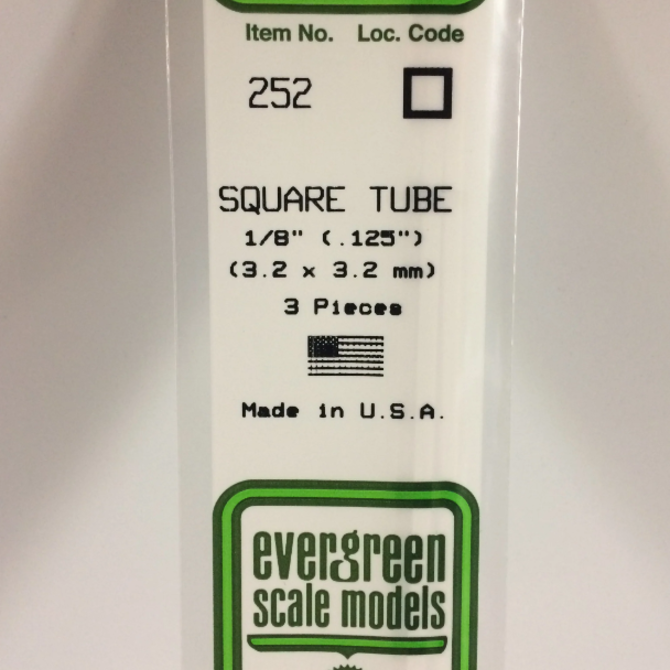 Item No. Loc. Code
252
SQUARE TUBE
1/8" (.125")
(3.2 x 3.2 mm)
3 Pieces
Made in U.S.A.
evergreen
scale models